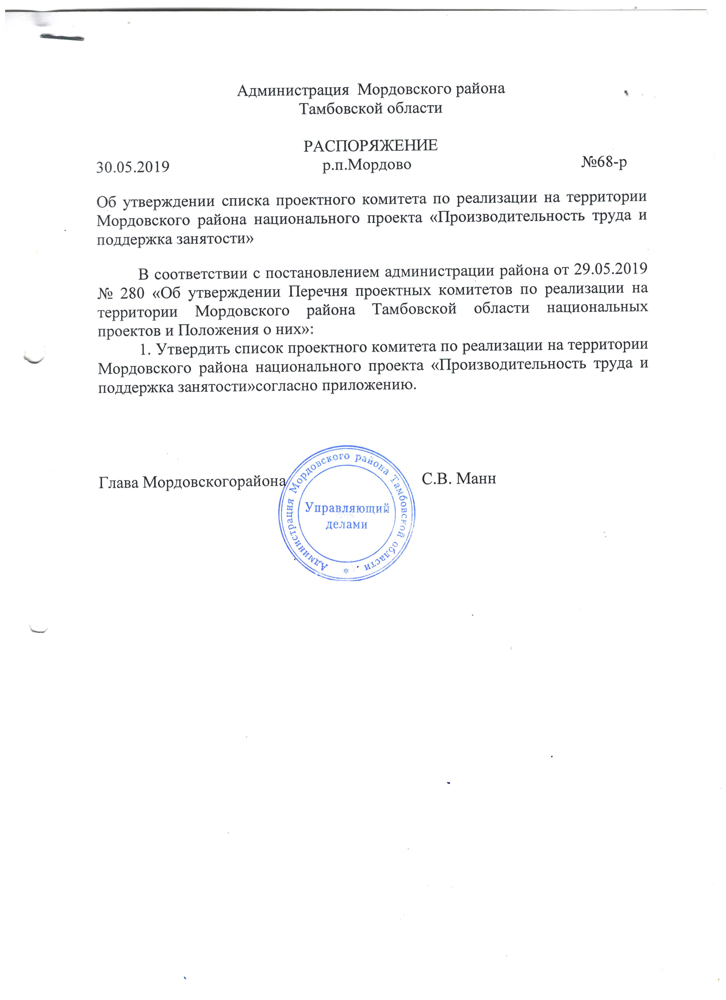 Администрация Мордовского района
Тамбовской области
РАСПОРЯЖЕНИЕ
30.05.2019 р.п.Мордово №68-р
Об утверждении списка проектного комитета по реализации на территории
Мордовского района национального проекта «Производительность труда и
поддержка занятости»
В соответствии с постановлением администрации района от 29.05.2019
№ 280 «Об утверждении Перечня проектных комитетов по реализации на
территории Мордовского района Тамбовской области национальных
проектов и Положения о них»:
1. Утвердить список проектного комитета по реализации на территории
Мордовского района национального проекта «Производительность труда и
поддержка занятости»согласно приложению.
Глава Мордовскогорайона С.В. Манн
Администрация Мордовского района Тамбовской области *
Управляющий
делами